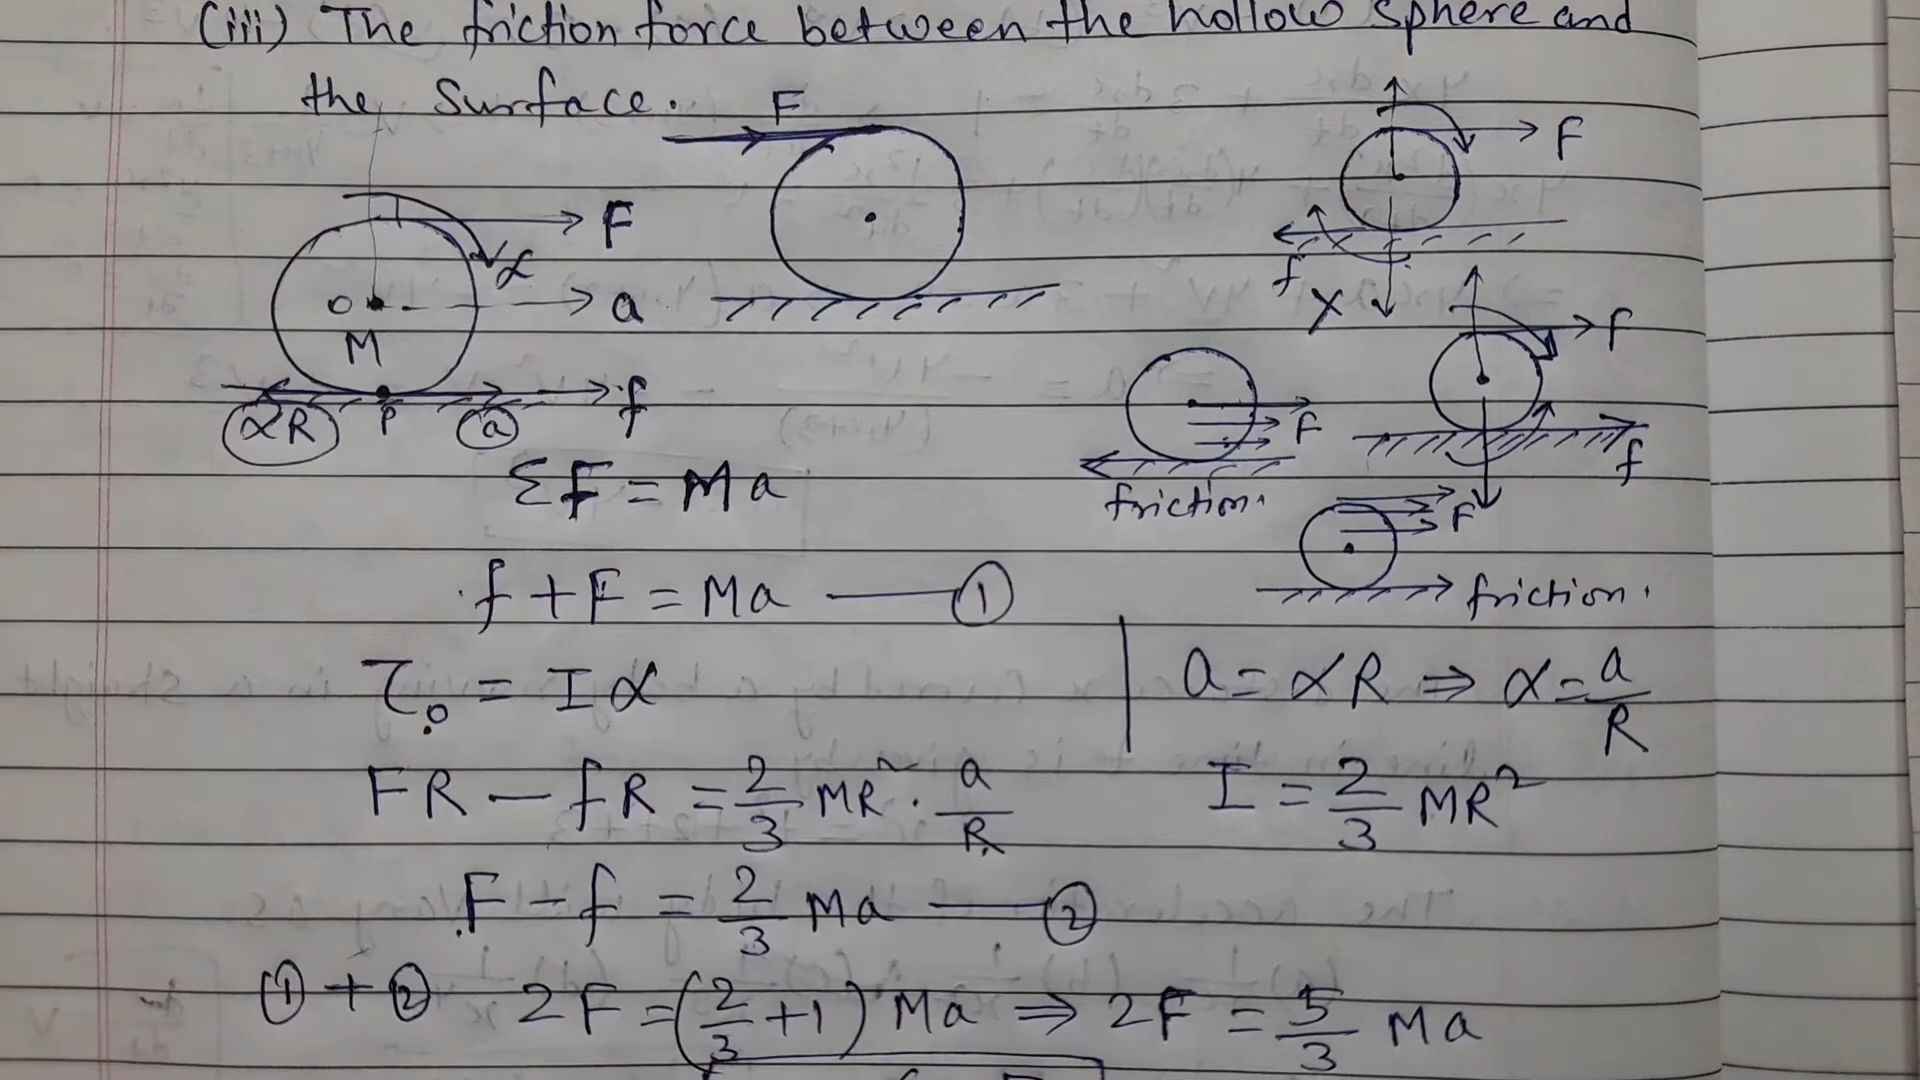 (iii) The friction force between the hollow sphere and
the surface.
F
F
α
O
a
M
αR
P
a
f
F
f
X
F
friction.
F
f
F
friction.
ΣF = Ma
f + F = Ma —— ①
τ₀ = Iα
a = αR ⇒ α = a/R
FR − fR = 2/3 MR² · a/R
I = 2/3 MR²
F − f = 2/3 Ma —— ②
① + ② 2F = (2/3 + 1) Ma ⇒ 2F = 5/3 Ma